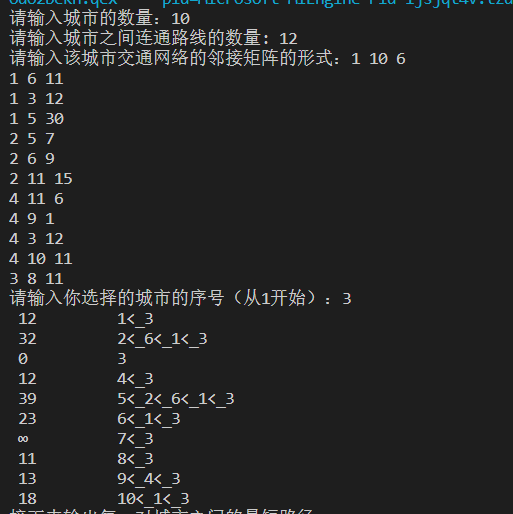 请输入城市的数量：10
请输入城市之间连通路线的数量：12
请输入该城市交通网络的邻接矩阵的形式：1 10 6
1 6 11
1 3 12
1 5 30
2 5 7
2 6 9
2 11 15
4 11 6
4 9 1
4 3 12
4 10 11
3 8 11
请输入你选择的城市的序号（从1开始）：3
12 1<_3
32 2<_6<_1<_3
0 3
12 4<_3
39 5<_2<_6<_1<_3
23 6<_1<_3
∞ 7<_3
11 8<_3
13 9<_4<_3
18 10<_1<_3